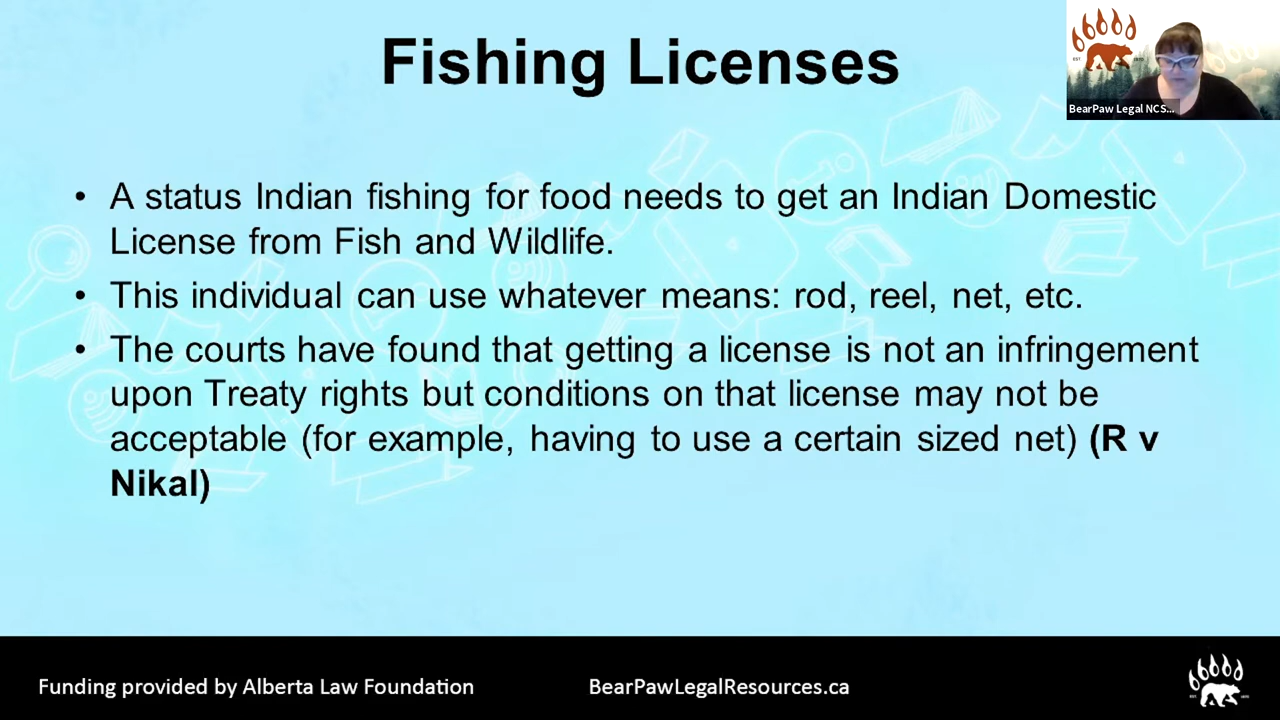 Fishing Licenses
BearPaw Legal NCS...
• A status Indian fishing for food needs to get an Indian Domestic
License from Fish and Wildlife.
• This individual can use whatever means: rod, reel, net, etc.
• The courts have found that getting a license is not an infringement
upon Treaty rights but conditions on that license may not be
acceptable (for example, having to use a certain sized net) (R v
Nikal)
Funding provided by Alberta Law Foundation
BearPawLegalResources.ca